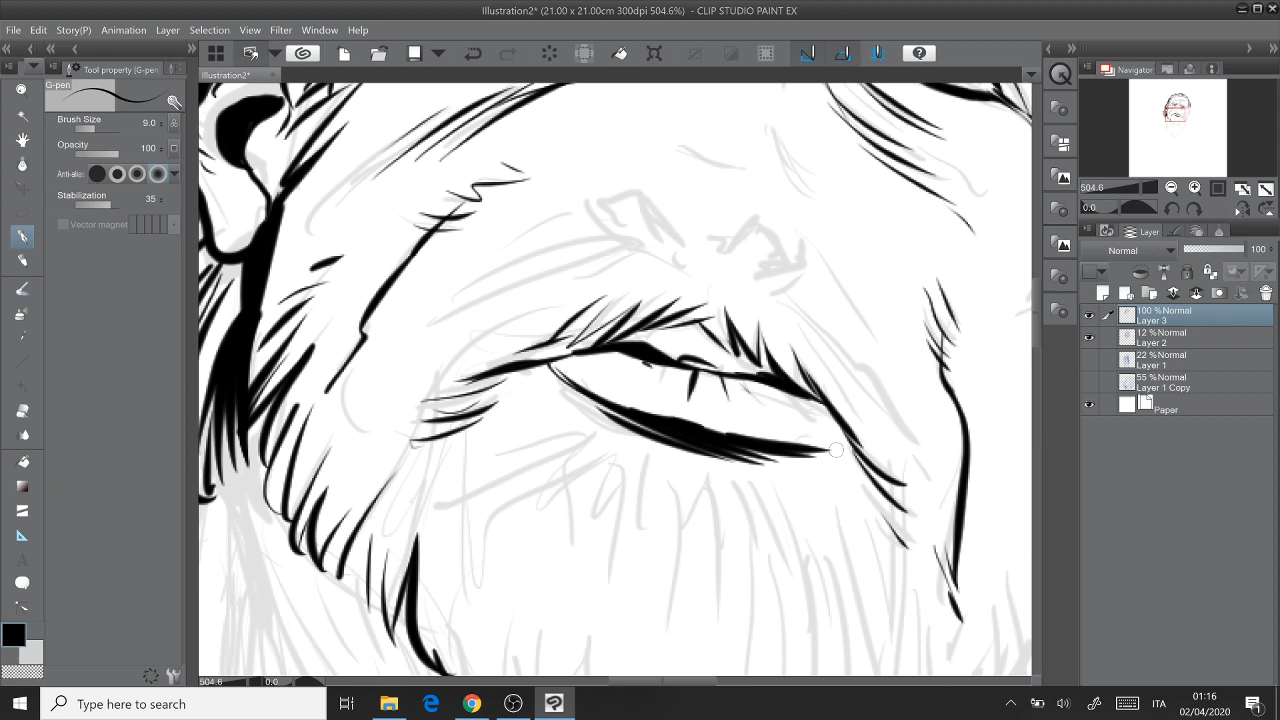 Illustration2* (21.00 x 21.00cm 300dpi 504.6%) - CLIP STUDIO PAINT EX
File Edit Story(P) Animation Layer Selection View Filter Window Help
Tool property [G-pen
Illustration2*
Navigator
G-pen
Brush Size 9.0
Opacity 100
Anti-alias
Stabilization 35
Vector magnet
504.6
0.0
Layer
Normal 100
100 %Normal
Layer 3
12 %Normal
Layer 2
22 %Normal
Layer 1
55 %Normal
Layer 1 Copy
Paper
504.6 0.0
Type here to search
ITA
01:16
02/04/2020
1